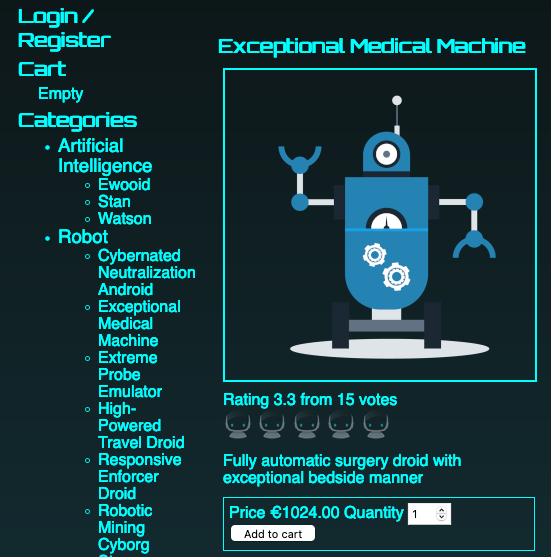 Login /
Register
Cart
Empty
Categories
Artificial
Intelligence
Ewooid
Stan
Watson
Robot
Cybernated
Neutralization
Android
Exceptional
Medical
Machine
Extreme
Probe
Emulator
High-
Powered
Travel Droid
Responsive
Enforcer
Droid
Robotic
Mining
Cyborg
Exceptional Medical Machine
Rating 3.3 from 15 votes
Fully automatic surgery droid with
exceptional bedside manner
Price €1024.00 Quantity 1
Add to cart